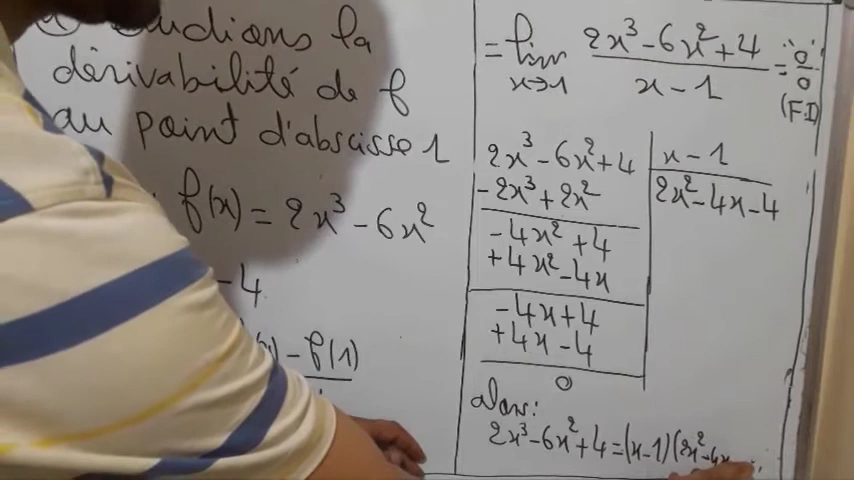 Etudions la
dérivabilité de f
au point d'abscisse 1
f(x) = 2x³ - 6x²
-4
- f(1)
= lim 2x³ - 6x² + 4 / x - 1 = "0/0"
x→1
(F.I)
2x³ - 6x² + 4 | x - 1
- 2x³ + 2x² | 2x² - 4x - 4
- 4x² + 4
+ 4x² - 4x
- 4x + 4
+ 4x - 4
0
alors:
2x³ - 6x² + 4 = (x - 1)(2x² - 4x